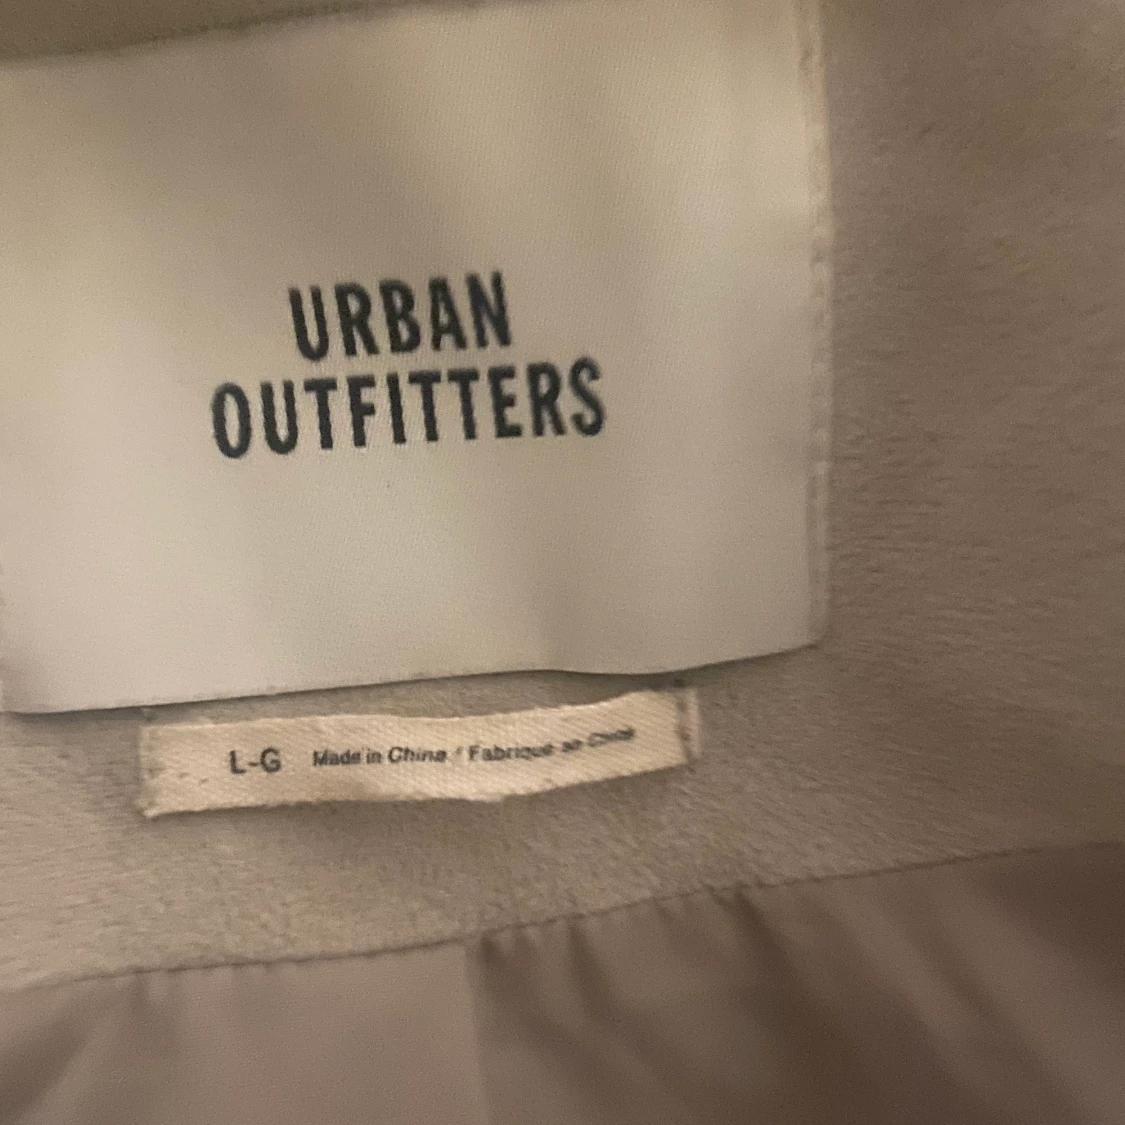 URBAN
OUTFITTERS
L-G Made in China / Fabriqué en Chine